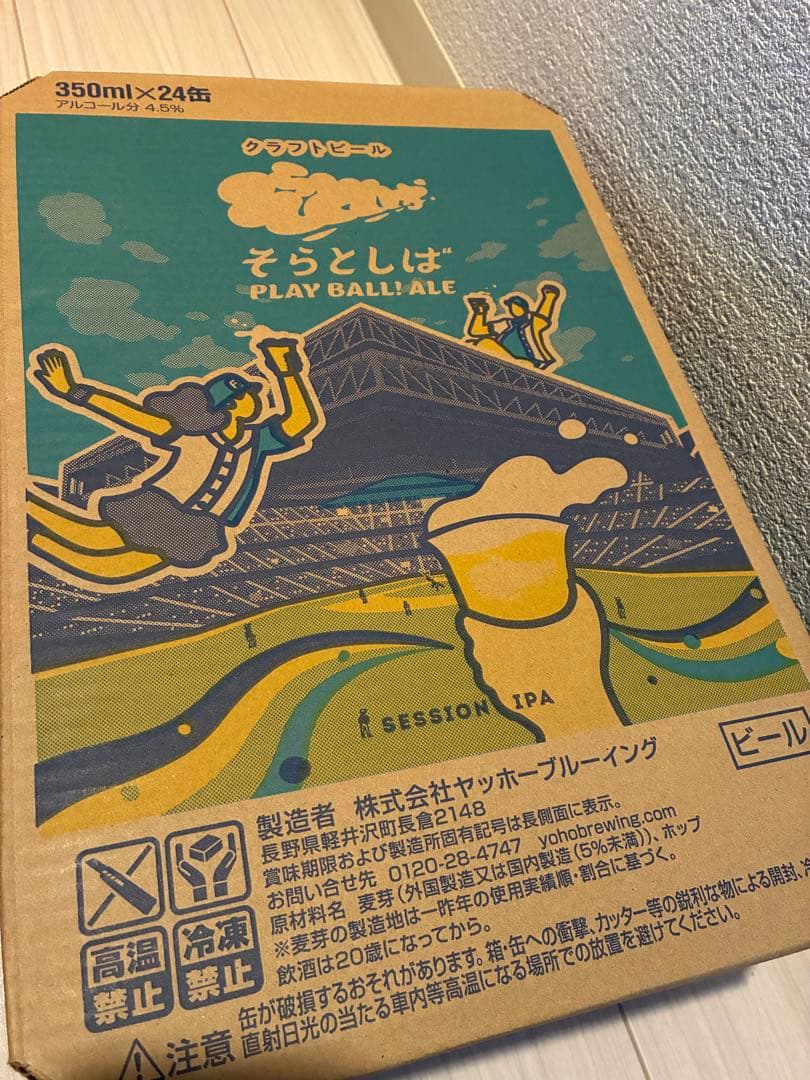 350ml×24缶
アルコール分 4.5%
クラフトビール
そらとしば
PLAY BALL! ALE
SESSION IPA
ビール
製造者 株式会社ヤッホーブルーイング
長野県軽井沢町長倉2148
賞味期限および製造所固有記号は長側面に表示。
お問い合せ先 0120-28-4747 yohobrewing.com
原材料名 麦芽（外国製造又は国内製造（5%未満））、ホップ
※麦芽の製造地は一昨年の使用実績順・割合に基づく。
飲酒は20歳になってから。
高温
禁止
冷凍
禁止
注意
缶が破損するおそれがあります。箱・缶への衝撃、カッター等の鋭利な物による開封、冷
直射日光の当たる車内等高温になる場所での放置を避けてください。